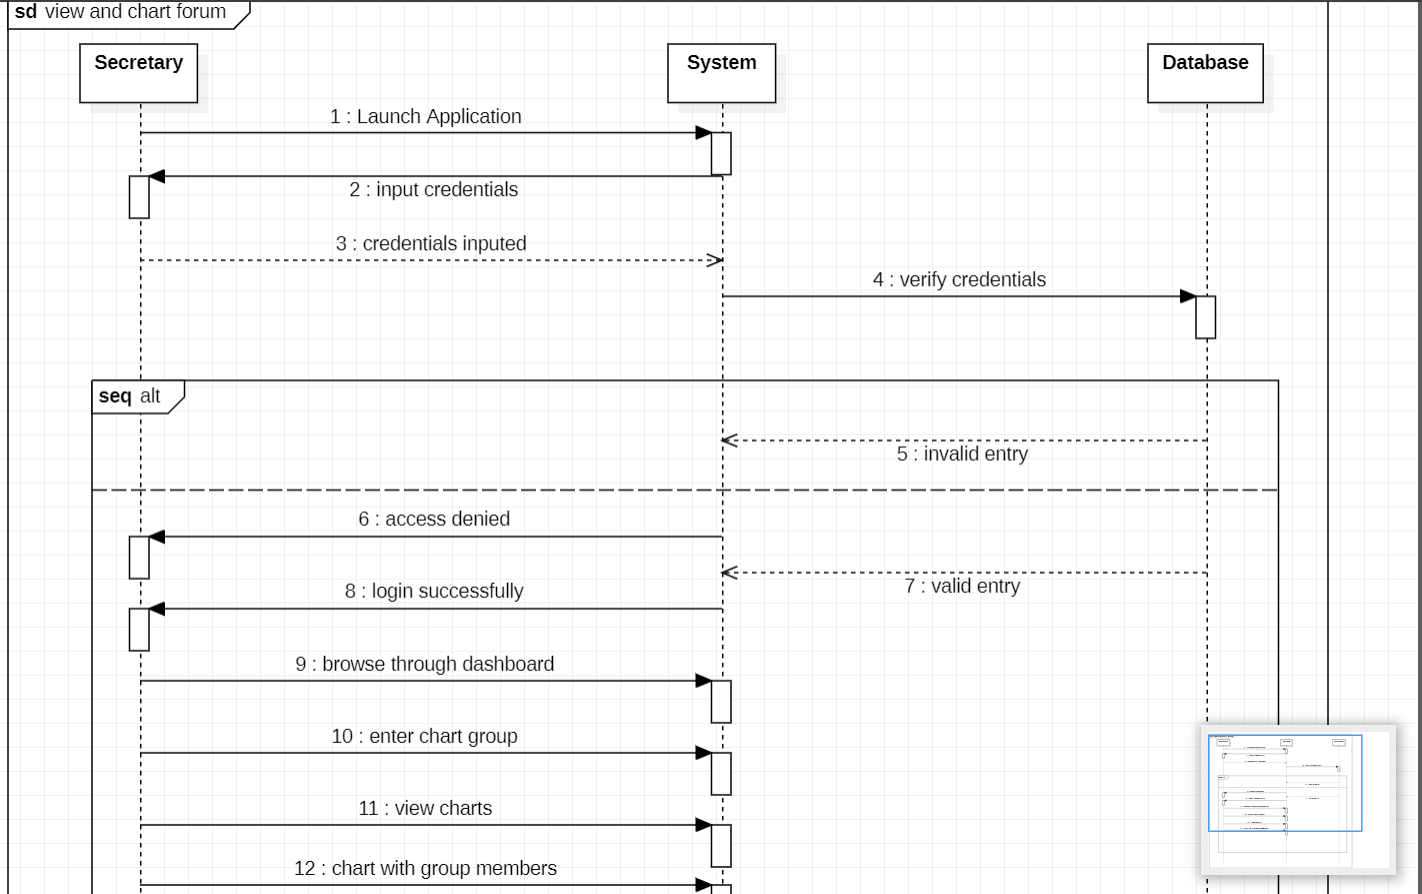 sd view and chart forum
Secretary
System
Database
1 : Launch Application
2 : input credentials
3 : credentials inputed
4 : verify credentials
seq alt
5 : invalid entry
6 : access denied
7 : valid entry
8 : login successfully
9 : browse through dashboard
10 : enter chart group
11 : view charts
12 : chart with group members